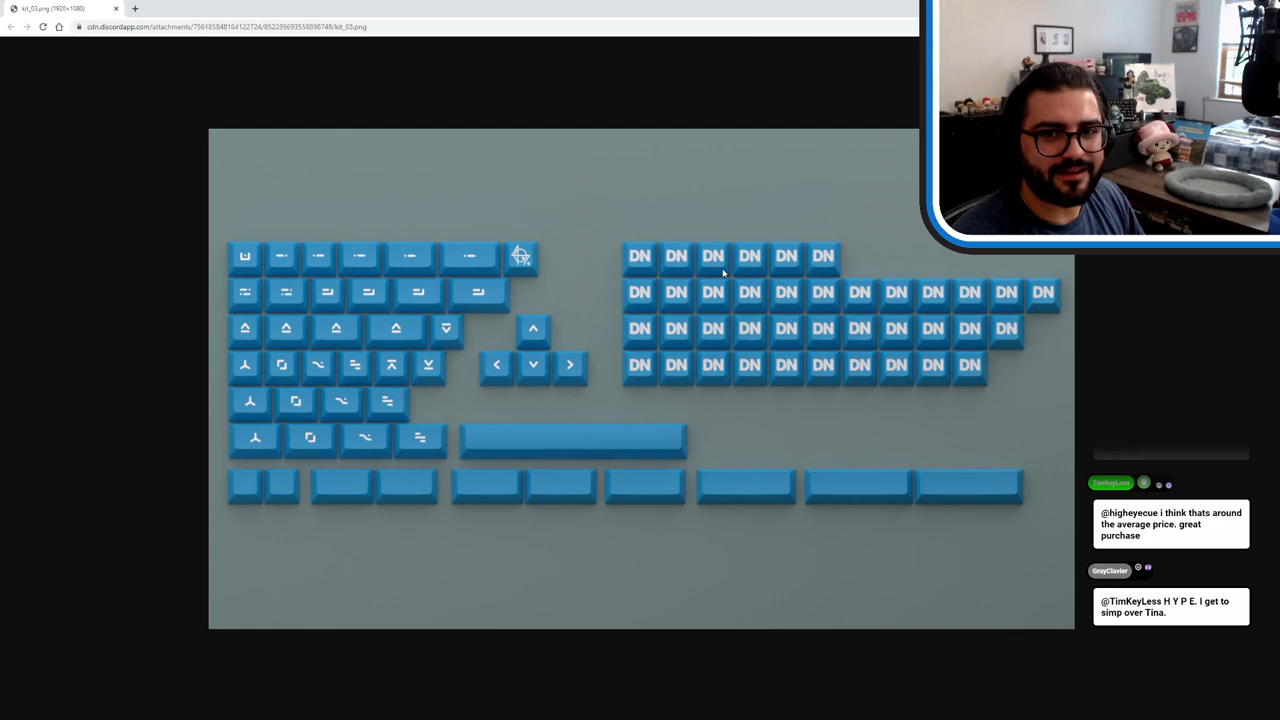 kit_03.png (1920×1080)
cdn.discordapp.com/attachments/756185848164122724/852289693558898748/kit_03.png
DN DN DN DN DN DN
DN DN DN DN DN DN DN DN DN DN DN DN
DN DN DN DN DN DN DN DN DN DN DN
DN DN DN DN DN DN DN DN DN DN
TimKeyLess
@higheyecue i think thats around
the average price. great
purchase
GrayClavier
@TimKeyLess H Y P E. I get to
simp over Tina.